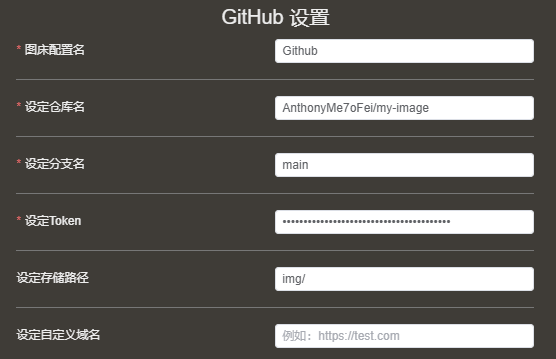 GitHub 设置
* 图床配置名
Github
* 设定仓库名
AnthonyMe7oFei/my-image
* 设定分支名
main
* 设定Token
••••••••••••••••••••••••••••••••••••••••
设定存储路径
img/
设定自定义域名
例如：https://test.com